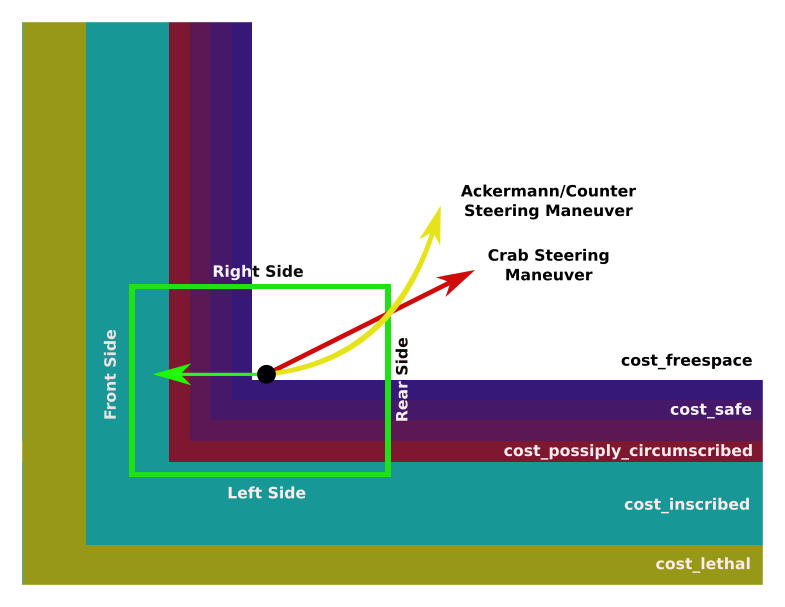 Ackermann/Counter
Steering Maneuver
Crab Steering
Maneuver
Right Side
Front Side
Rear Side
cost_freespace
cost_safe
cost_possiply_circumscribed
Left Side
cost_inscribed
cost_lethal